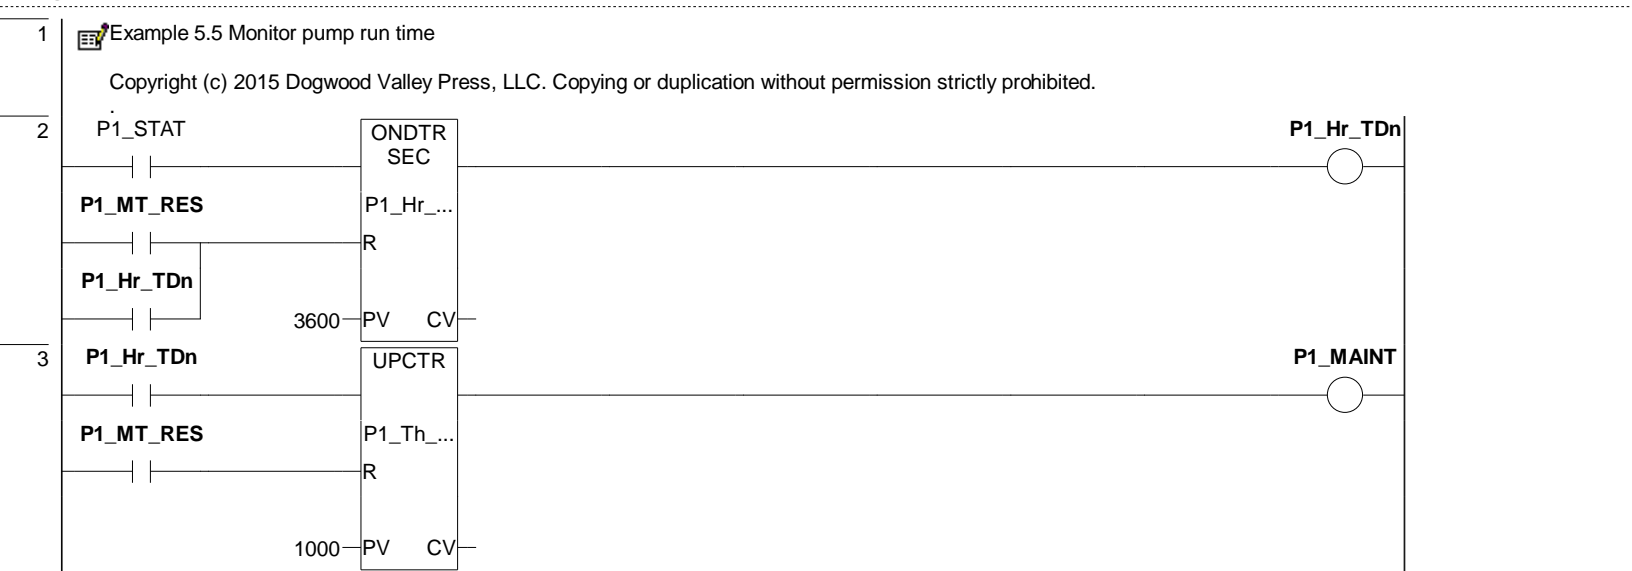 1
Example 5.5 Monitor pump run time
Copyright (c) 2015 Dogwood Valley Press, LLC. Copying or duplication without permission strictly prohibited.
.
2
P1_STAT
ONDTR
SEC
P1_Hr_TDn
P1_MT_RES
P1_Hr_...
R
P1_Hr_TDn
3600
PV CV
3
P1_Hr_TDn
UPCTR
P1_MAINT
P1_MT_RES
P1_Th_...
R
1000
PV CV